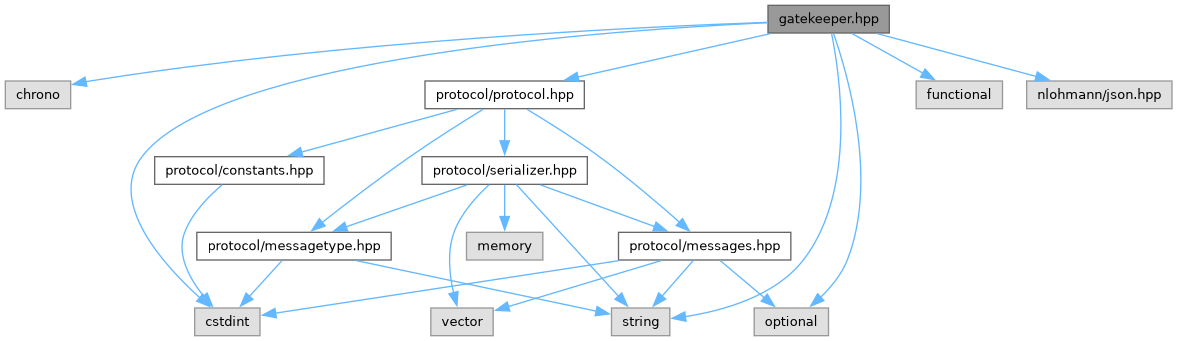 gatekeeper.hpp
chrono
protocol/protocol.hpp
functional
nlohmann/json.hpp
protocol/constants.hpp
protocol/serializer.hpp
protocol/messagetype.hpp
memory
protocol/messages.hpp
cstdint
vector
string
optional